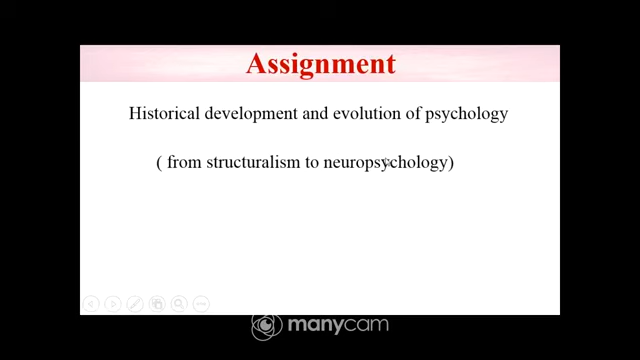 Assignment
Historical development and evolution of psychology
( from structuralism to neuropsychology)
manycam